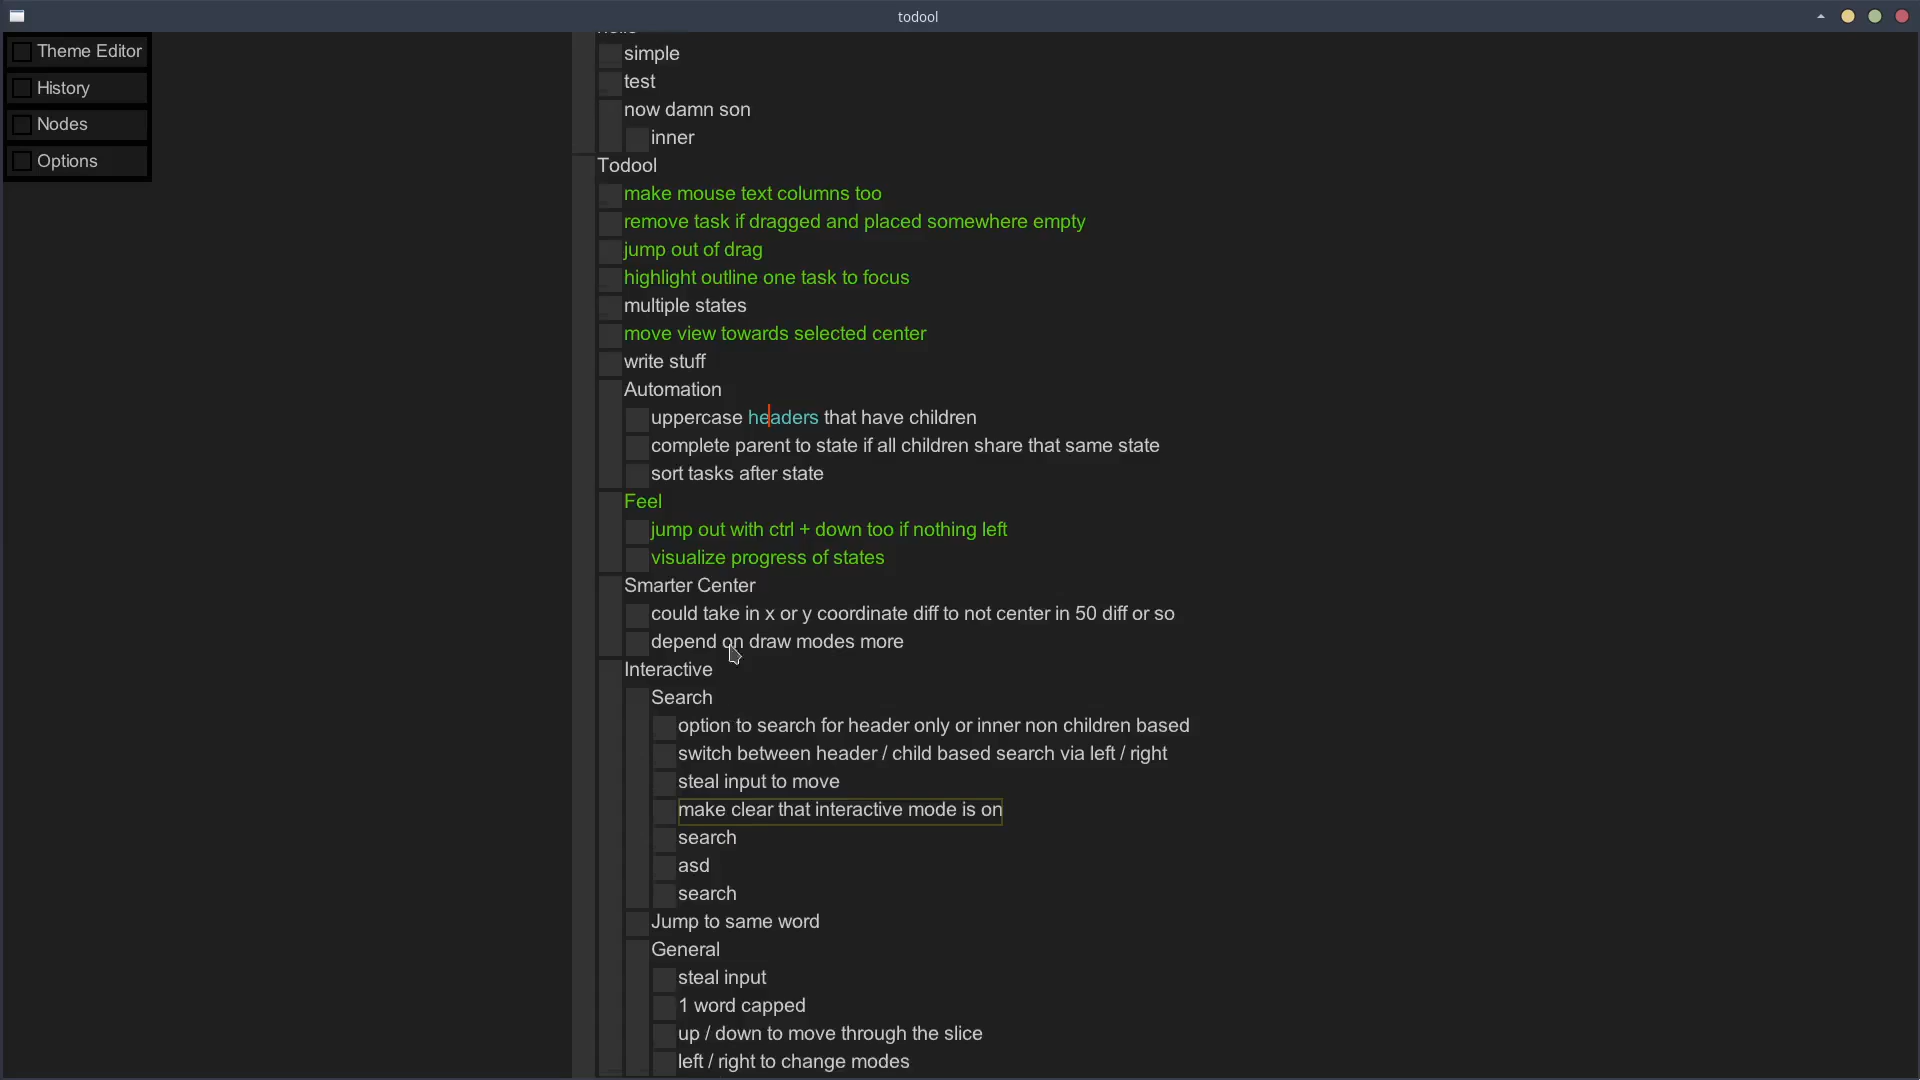 todool
Theme Editor
History
Nodes
Options
simple
test
now damn son
inner
Todool
make mouse text columns too
remove task if dragged and placed somewhere empty
jump out of drag
highlight outline one task to focus
multiple states
move view towards selected center
write stuff
Automation
uppercase headers that have children
complete parent to state if all children share that same state
sort tasks after state
Feel
jump out with ctrl + down too if nothing left
visualize progress of states
Smarter Center
could take in x or y coordinate diff to not center in 50 diff or so
depend on draw modes more
Interactive
Search
option to search for header only or inner non children based
switch between header / child based search via left / right
steal input to move
make clear that interactive mode is on
search
asd
search
Jump to same word
General
steal input
1 word capped
up / down to move through the slice
left / right to change modes